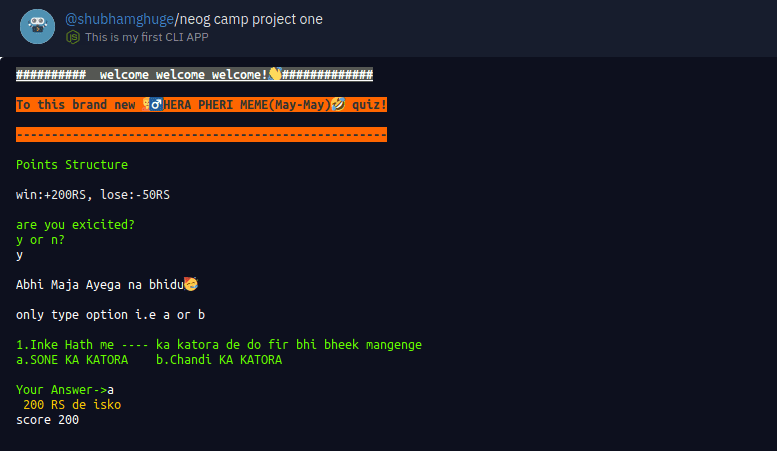 @shubhamghuge/neog camp project one
This is my first CLI APP
########## welcome welcome welcome!👋#############
To this brand new HERA PHERI MEME(May-May)🤣 quiz!
-----------------------------------------------------
Points Structure
win:+200RS, lose:-50RS
are you exicited?
y or n?
y
Abhi Maja Ayega na bhidu🥳
only type option i.e a or b
1.Inke Hath me ---- ka katora de do fir bhi bheek mangenge
a.SONE KA KATORA    b.Chandi KA KATORA
Your Answer->a
200 RS de isko
score 200